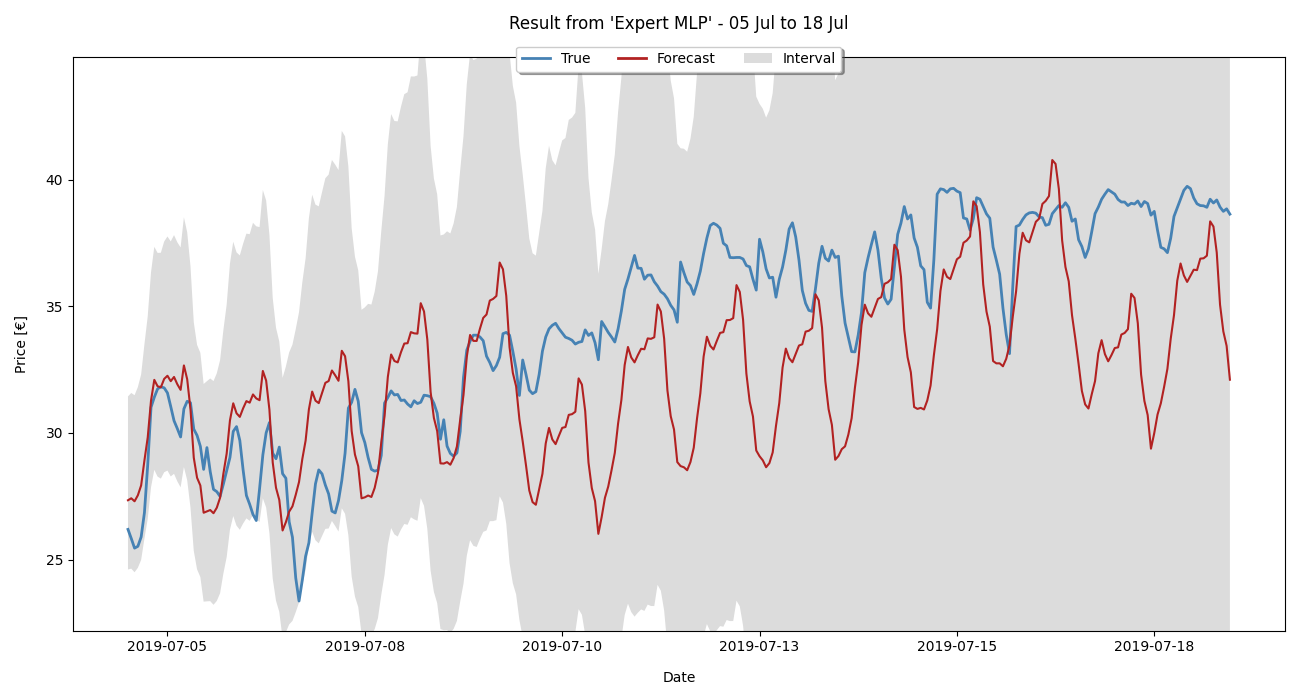 Result from 'Expert MLP' - 05 Jul to 18 Jul
True Forecast Interval
Price [€]
40
35
30
25
2019-07-05 2019-07-08 2019-07-10 2019-07-13 2019-07-15 2019-07-18
Date